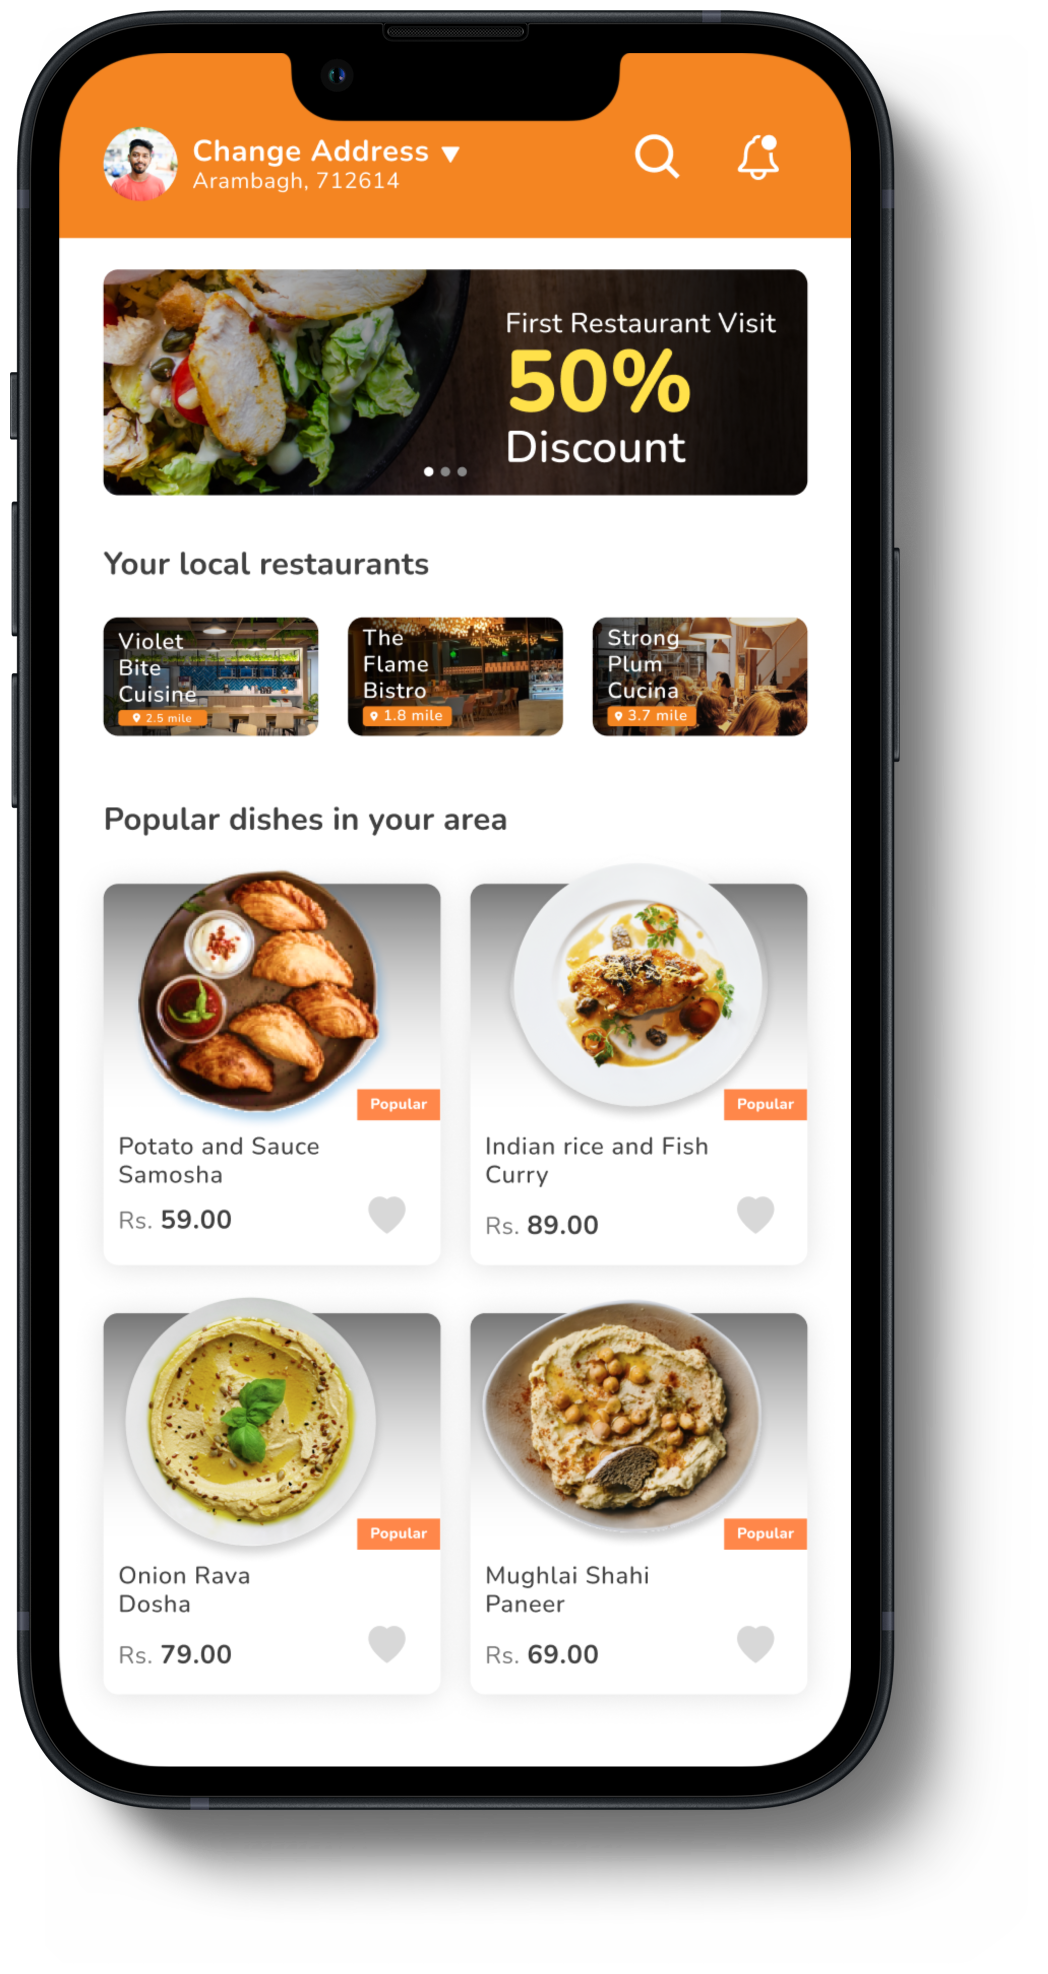 Change Address
Arambagh, 712614
First Restaurant Visit
50%
Discount
Your local restaurants
Violet
Bite
Cuisine
2.5 mile
The
Flame
Bistro
1.8 mile
Strong
Plum
Cucina
3.7 mile
Popular dishes in your area
Popular
Potato and Sauce
Samosha
Rs. 59.00
Popular
Indian rice and Fish
Curry
Rs. 89.00
Popular
Onion Rava
Dosha
Rs. 79.00
Popular
Mughlai Shahi
Paneer
Rs. 69.00